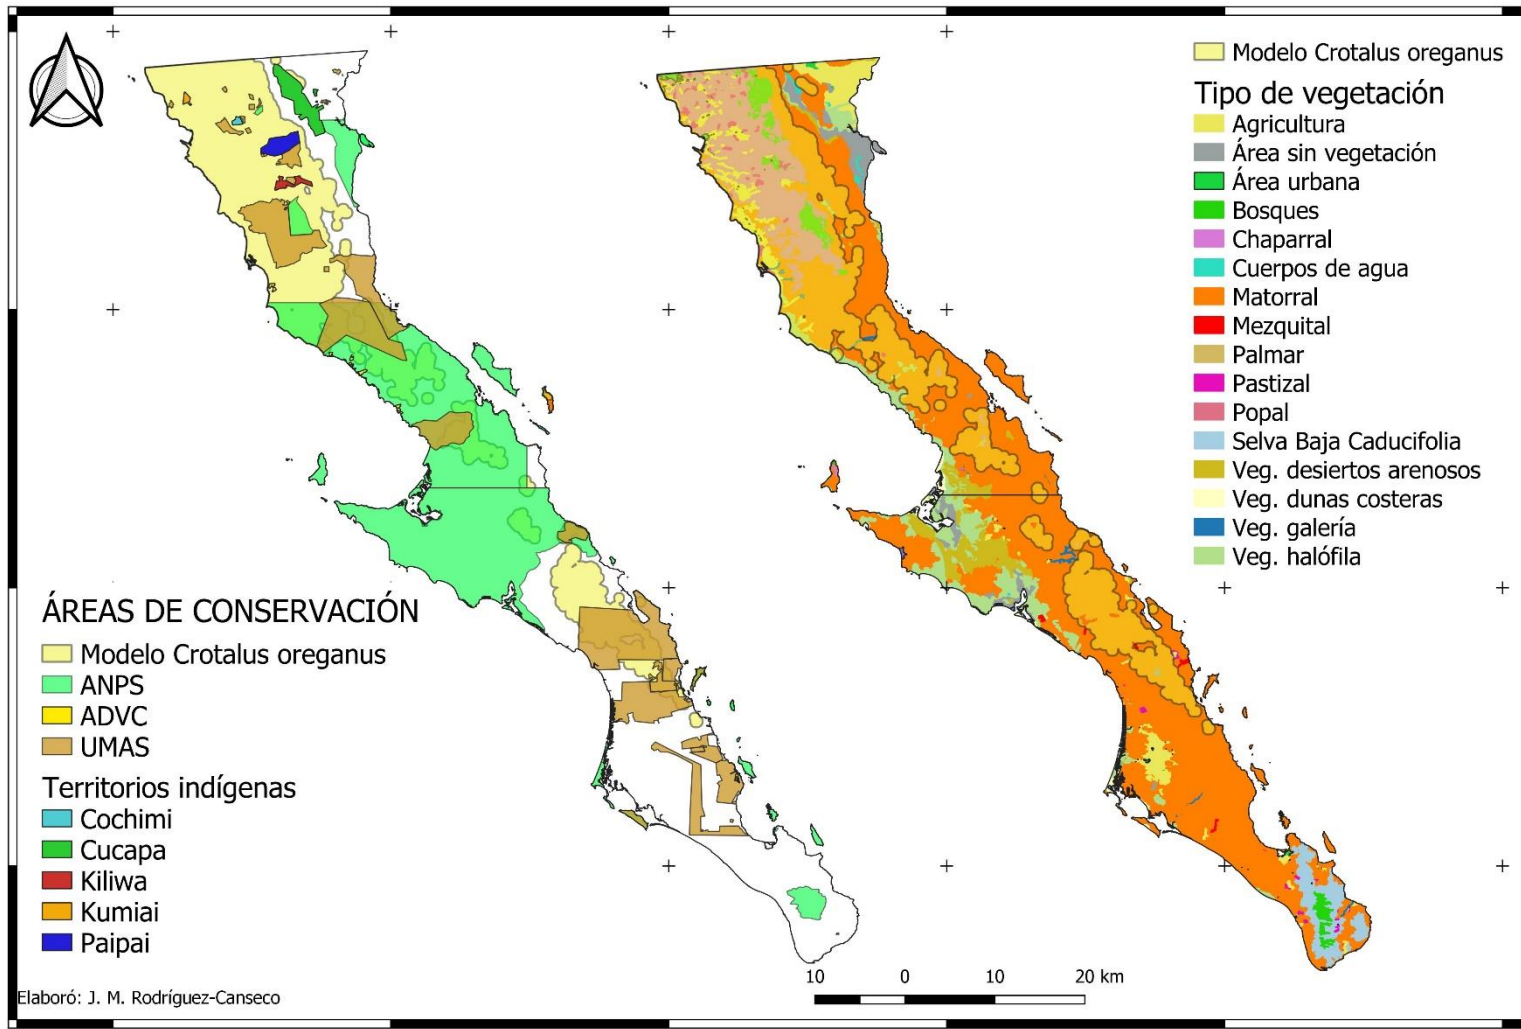 ÁREAS DE CONSERVACIÓN
Modelo Crotalus oreganus
ANPS
ADVC
UMAS
Territorios indígenas
Cochimi
Cucapa
Kiliwa
Kumiai
Paipai
Elaboró: J. M. Rodríguez-Canseco
Modelo Crotalus oreganus
Tipo de vegetación
Agricultura
Área sin vegetación
Área urbana
Bosques
Chaparral
Cuerpos de agua
Matorral
Mezquital
Palmar
Pastizal
Popal
Selva Baja Caducifolia
Veg. desiertos arenosos
Veg. dunas costeras
Veg. galería
Veg. halófila
10 0 10 20 km